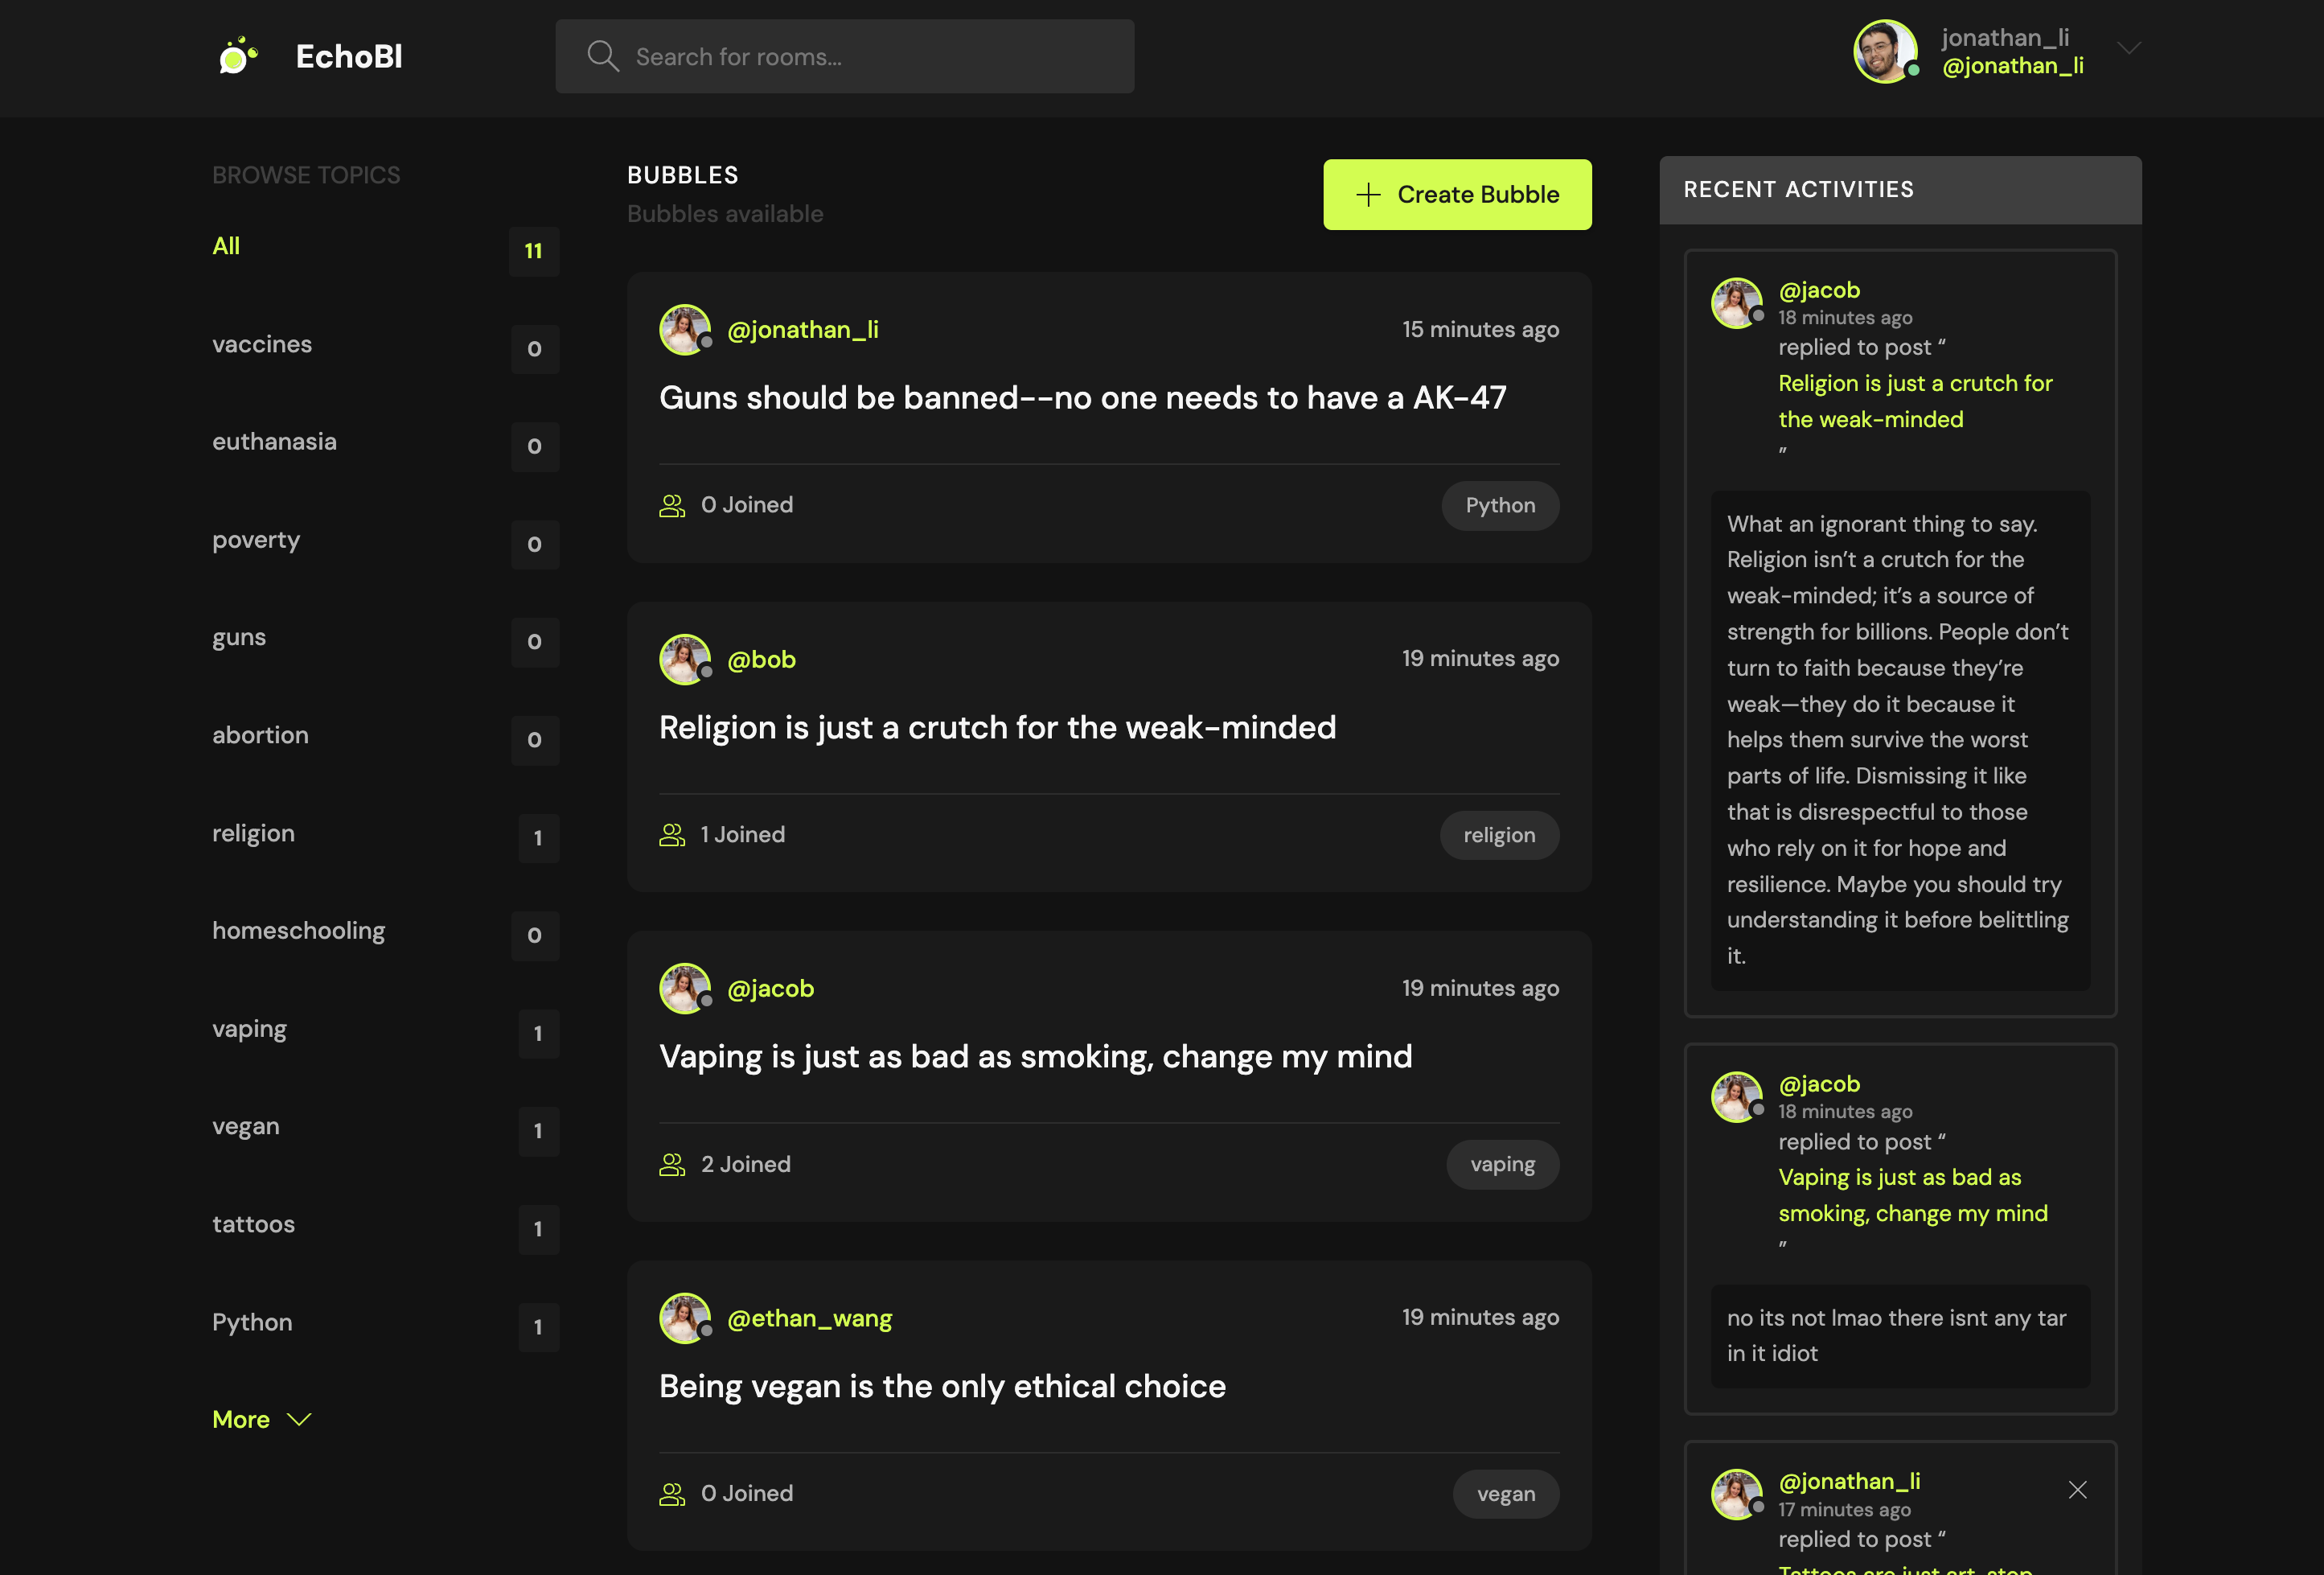 EchoBl
Search for rooms...
jonathan_li
@jonathan_li
BROWSE TOPICS
All 11
vaccines 0
euthanasia 0
poverty 0
guns 0
abortion 0
religion 1
homeschooling 0
vaping 1
vegan 1
tattoos 1
Python 1
More
BUBBLES
Bubbles available
Create Bubble
@jonathan_li 15 minutes ago
Guns should be banned--no one needs to have a AK-47
0 Joined Python
@bob 19 minutes ago
Religion is just a crutch for the weak-minded
1 Joined religion
@jacob 19 minutes ago
Vaping is just as bad as smoking, change my mind
2 Joined vaping
@ethan_wang 19 minutes ago
Being vegan is the only ethical choice
0 Joined vegan
RECENT ACTIVITIES
@jacob
18 minutes ago
replied to post “
Religion is just a crutch for
the weak-minded
”
What an ignorant thing to say.
Religion isn’t a crutch for the
weak-minded; it’s a source of
strength for billions. People don’t
turn to faith because they’re
weak—they do it because it
helps them survive the worst
parts of life. Dismissing it like
that is disrespectful to those
who rely on it for hope and
resilience. Maybe you should try
understanding it before belittling
it.
@jacob
18 minutes ago
replied to post “
Vaping is just as bad as
smoking, change my mind
”
no its not lmao there isnt any tar
in it idiot
@jonathan_li
17 minutes ago
replied to post “
Tattoos are just art, stop